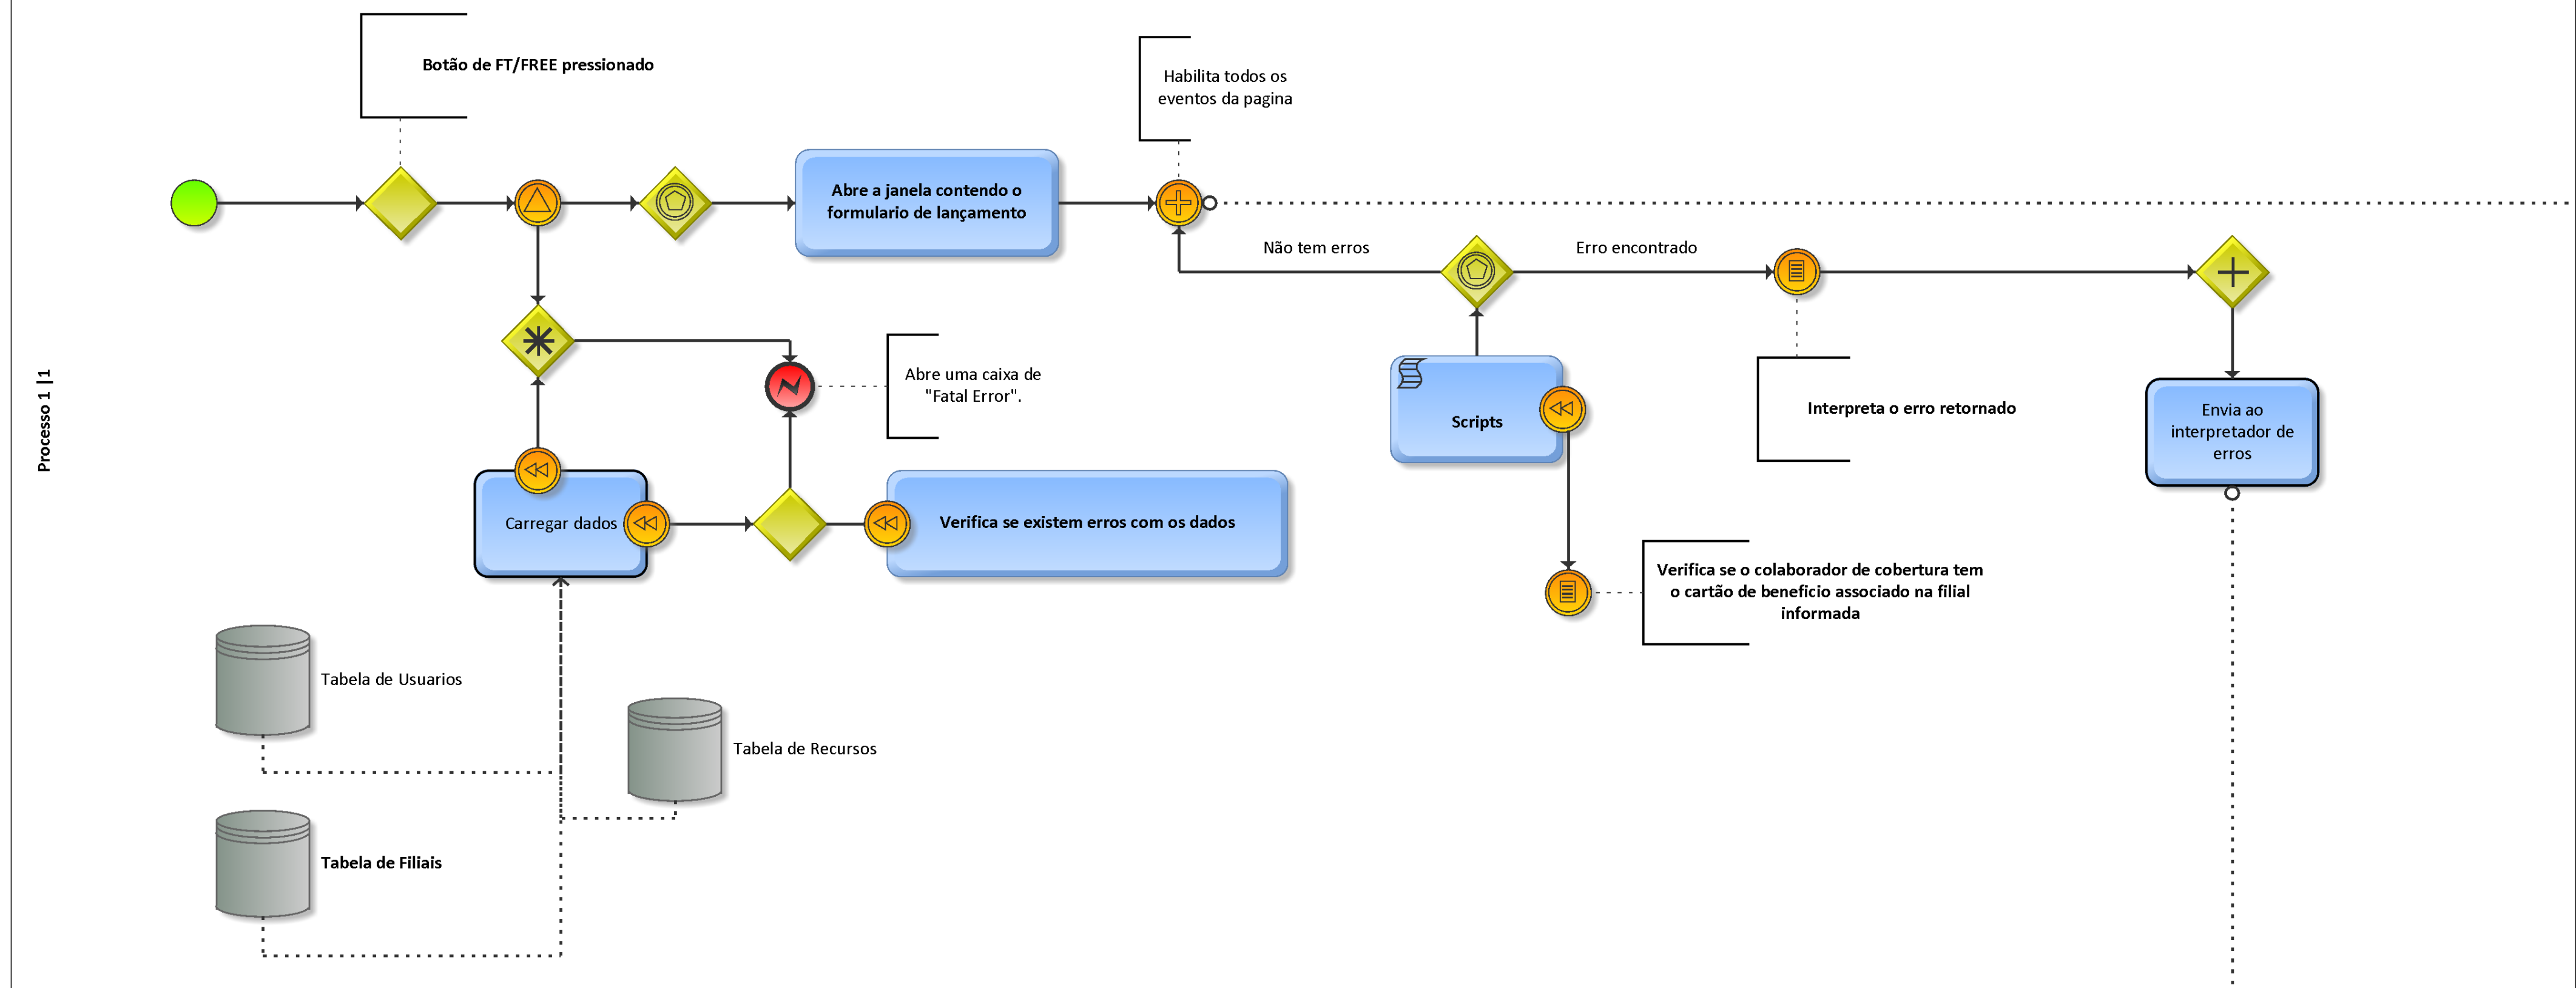 Processo 1 |1
Botão de FT/FREE pressionado
Habilita todos os
eventos da pagina
Abre a janela contendo o
formulario de lançamento
Não tem erros
Erro encontrado
Abre uma caixa de
"Fatal Error".
Scripts
Interpreta o erro retornado
Envia ao
interpretador de
erros
Carregar dados
Verifica se existem erros com os dados
Verifica se o colaborador de cobertura tem
o cartão de beneficio associado na filial
informada
Tabela de Usuarios
Tabela de Recursos
Tabela de Filiais